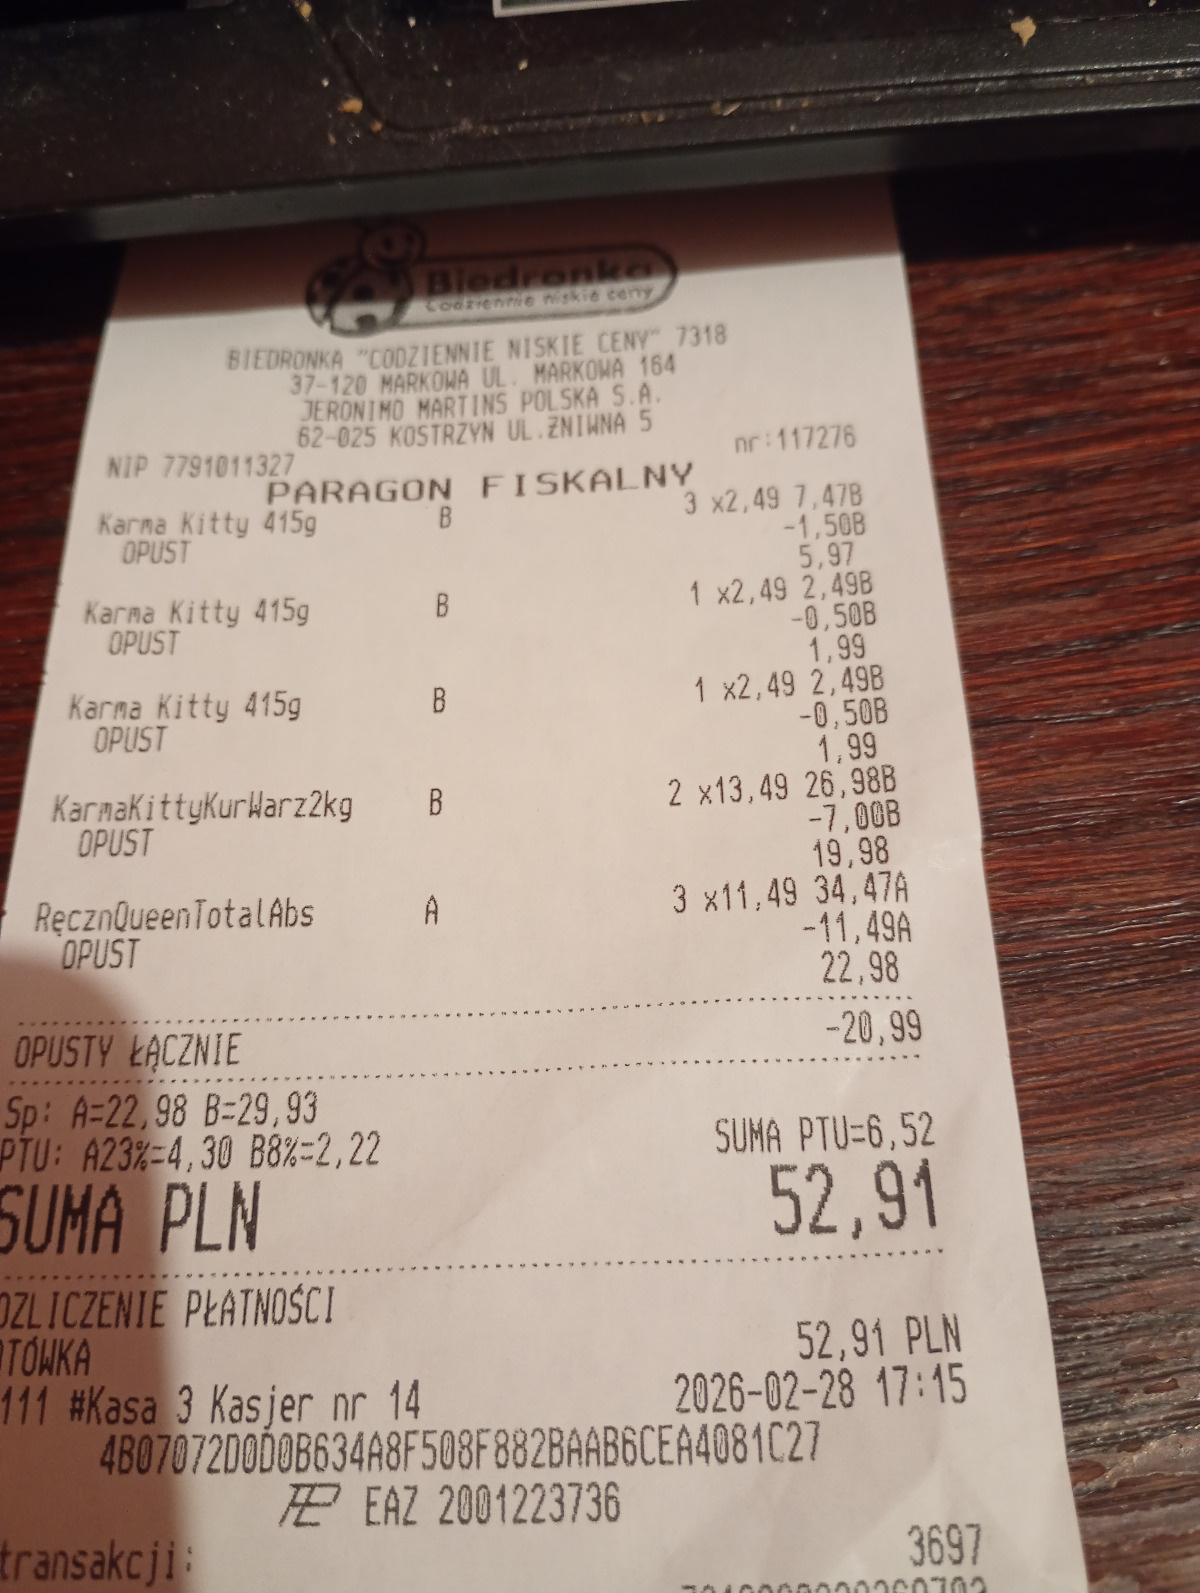 Biedronka
Codziennie niskie ceny
BIEDRONKA "CODZIENNIE NISKIE CENY" 7318
37-120 MARKOWA UL. MARKOWA 164
JERONIMO MARTINS POLSKA S.A.
62-025 KOSTRZYN UL.ŻNIWNA 5
NIP 7791011327 nr:117276
PARAGON FISKALNY
Karma Kitty 415g B 3 x2,49 7,47B
OPUST -1,50B
5,97
Karma Kitty 415g B 1 x2,49 2,49B
OPUST -0,50B
1,99
Karma Kitty 415g B 1 x2,49 2,49B
OPUST -0,50B
1,99
KarmaKittyKurWarz2kg B 2 x13,49 26,98B
OPUST -7,00B
19,98
RęcznQueenTotalAbs A 3 x11,49 34,47A
OPUST -11,49A
22,98
OPUSTY ŁĄCZNIE -20,99
Sp: A=22,98 B=29,93
PTU: A23%=4,30 B8%=2,22 SUMA PTU=6,52
SUMA PLN 52,91
OZLICZENIE PŁATNOŚCI
OTÓWKA 52,91 PLN
111 #Kasa 3 Kasjer nr 14 2026-02-28 17:15
4B07072D0D0B634A8F508F882BAAB6CEA4081C27
EAZ 2001223736
transakcji: 3697